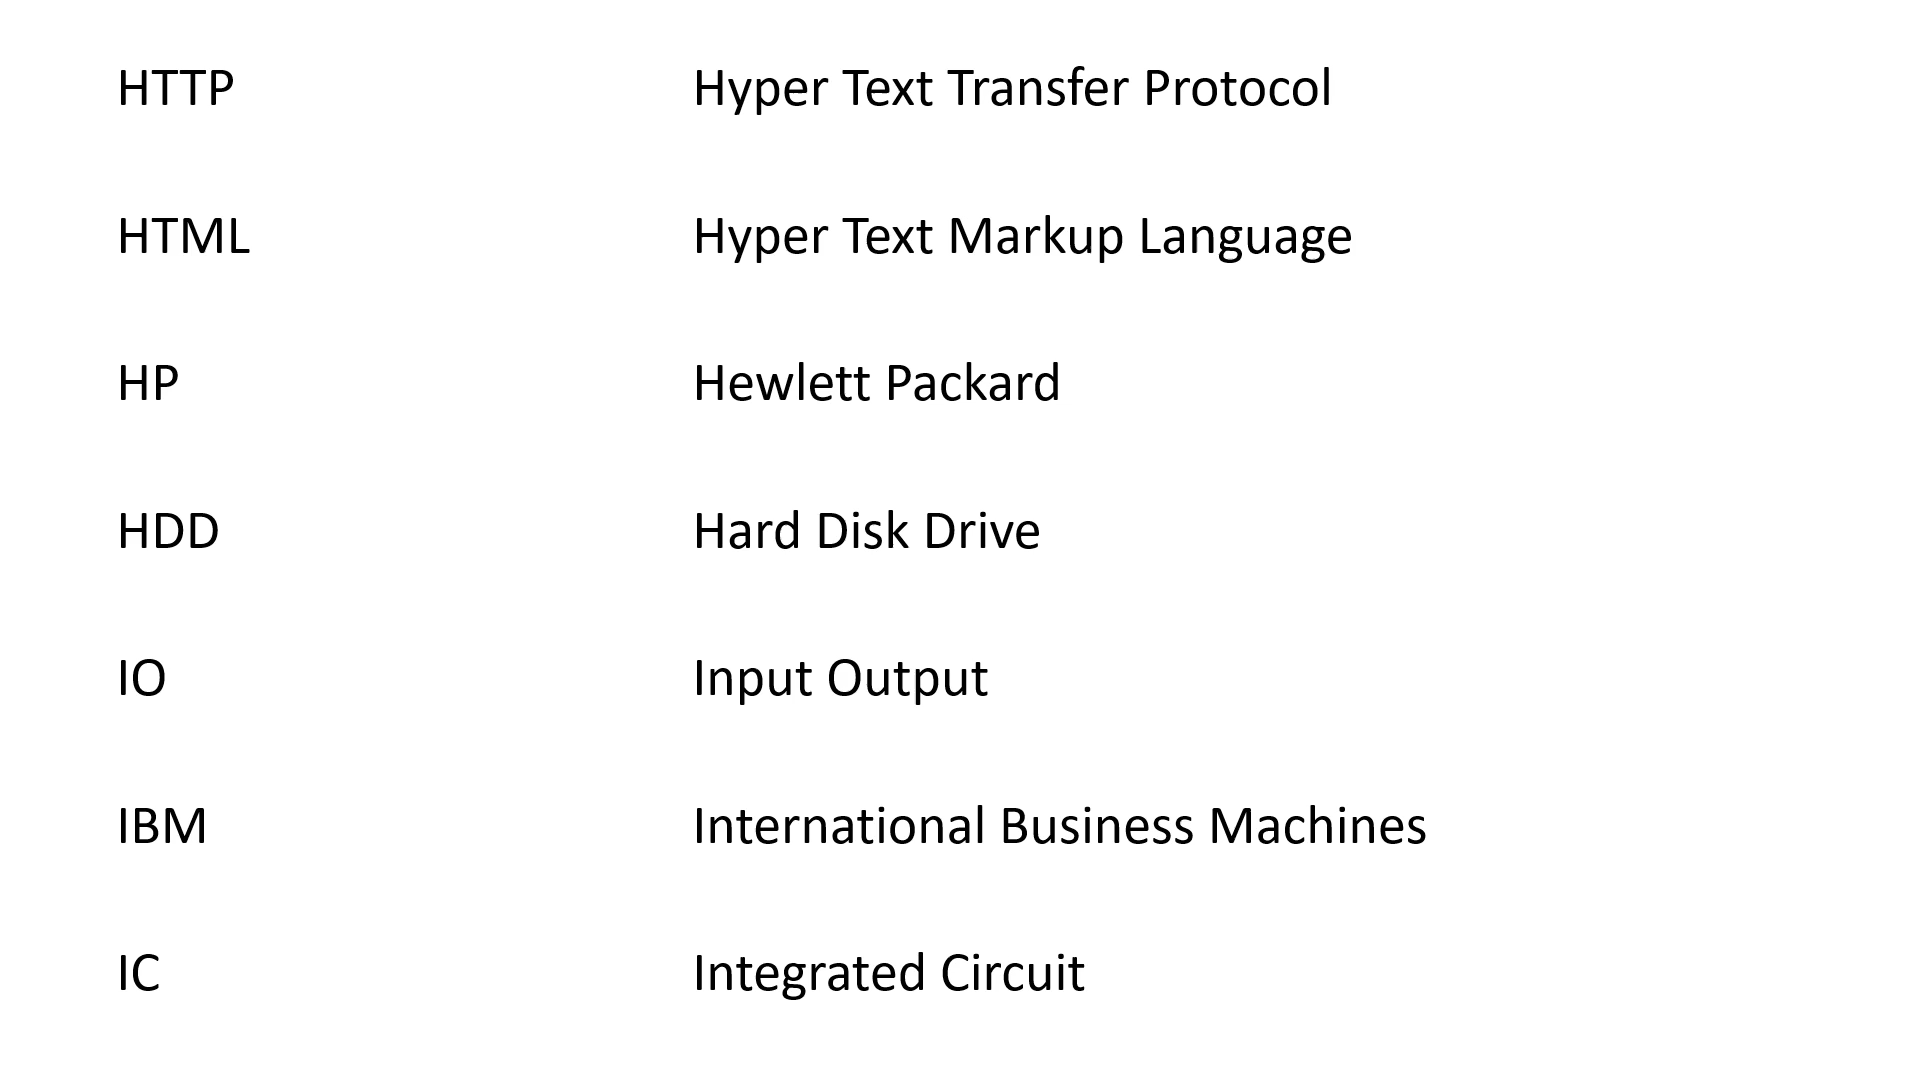 HTTP Hyper Text Transfer Protocol
HTML Hyper Text Markup Language
HP Hewlett Packard
HDD Hard Disk Drive
IO Input Output
IBM International Business Machines
IC Integrated Circuit